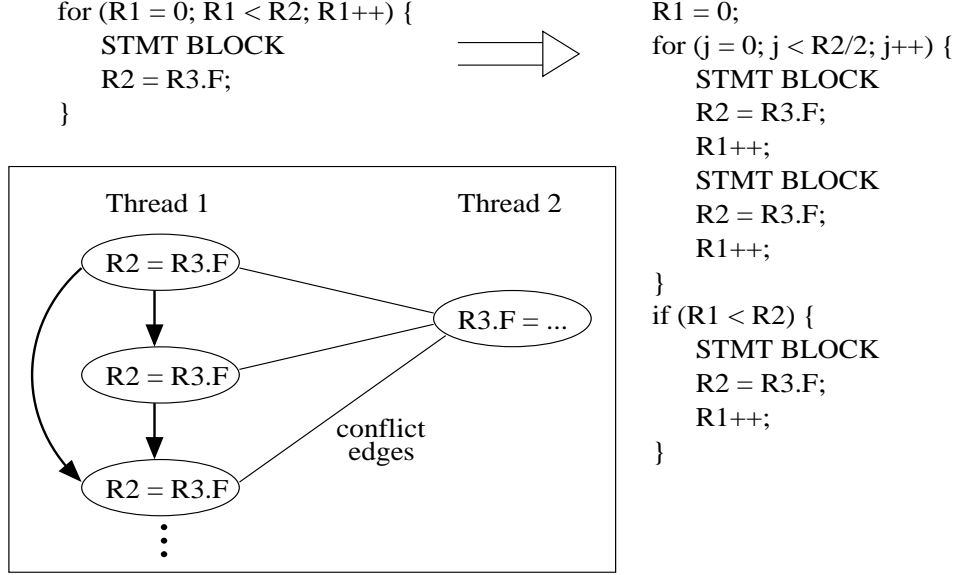 for (R1 = 0; R1 < R2; R1++) {
STMT BLOCK
R2 = R3.F;
}
R1 = 0;
for (j = 0; j < R2/2; j++) {
STMT BLOCK
R2 = R3.F;
R1++;
STMT BLOCK
R2 = R3.F;
R1++;
}
if (R1 < R2) {
STMT BLOCK
R2 = R3.F;
R1++;
}
Thread 1
Thread 2
R2 = R3.F
R3.F = ...
R2 = R3.F
conflict
edges
R2 = R3.F